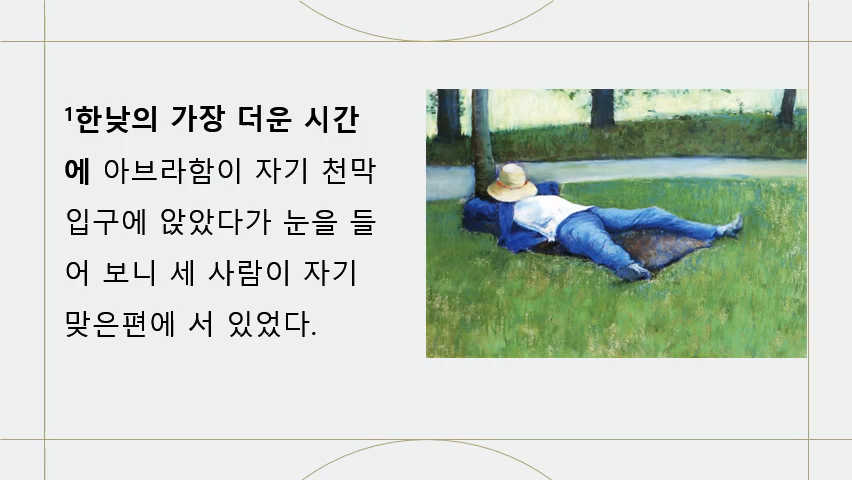 ¹한낮의 가장 더운 시간
에 아브라함이 자기 천막
입구에 앉았다가 눈을 들
어 보니 세 사람이 자기
맞은편에 서 있었다.